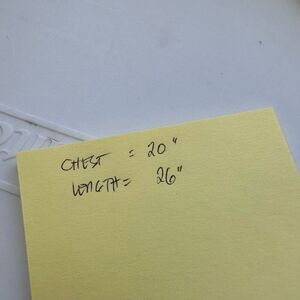 CHEST = 20"
LENGTH = 26"